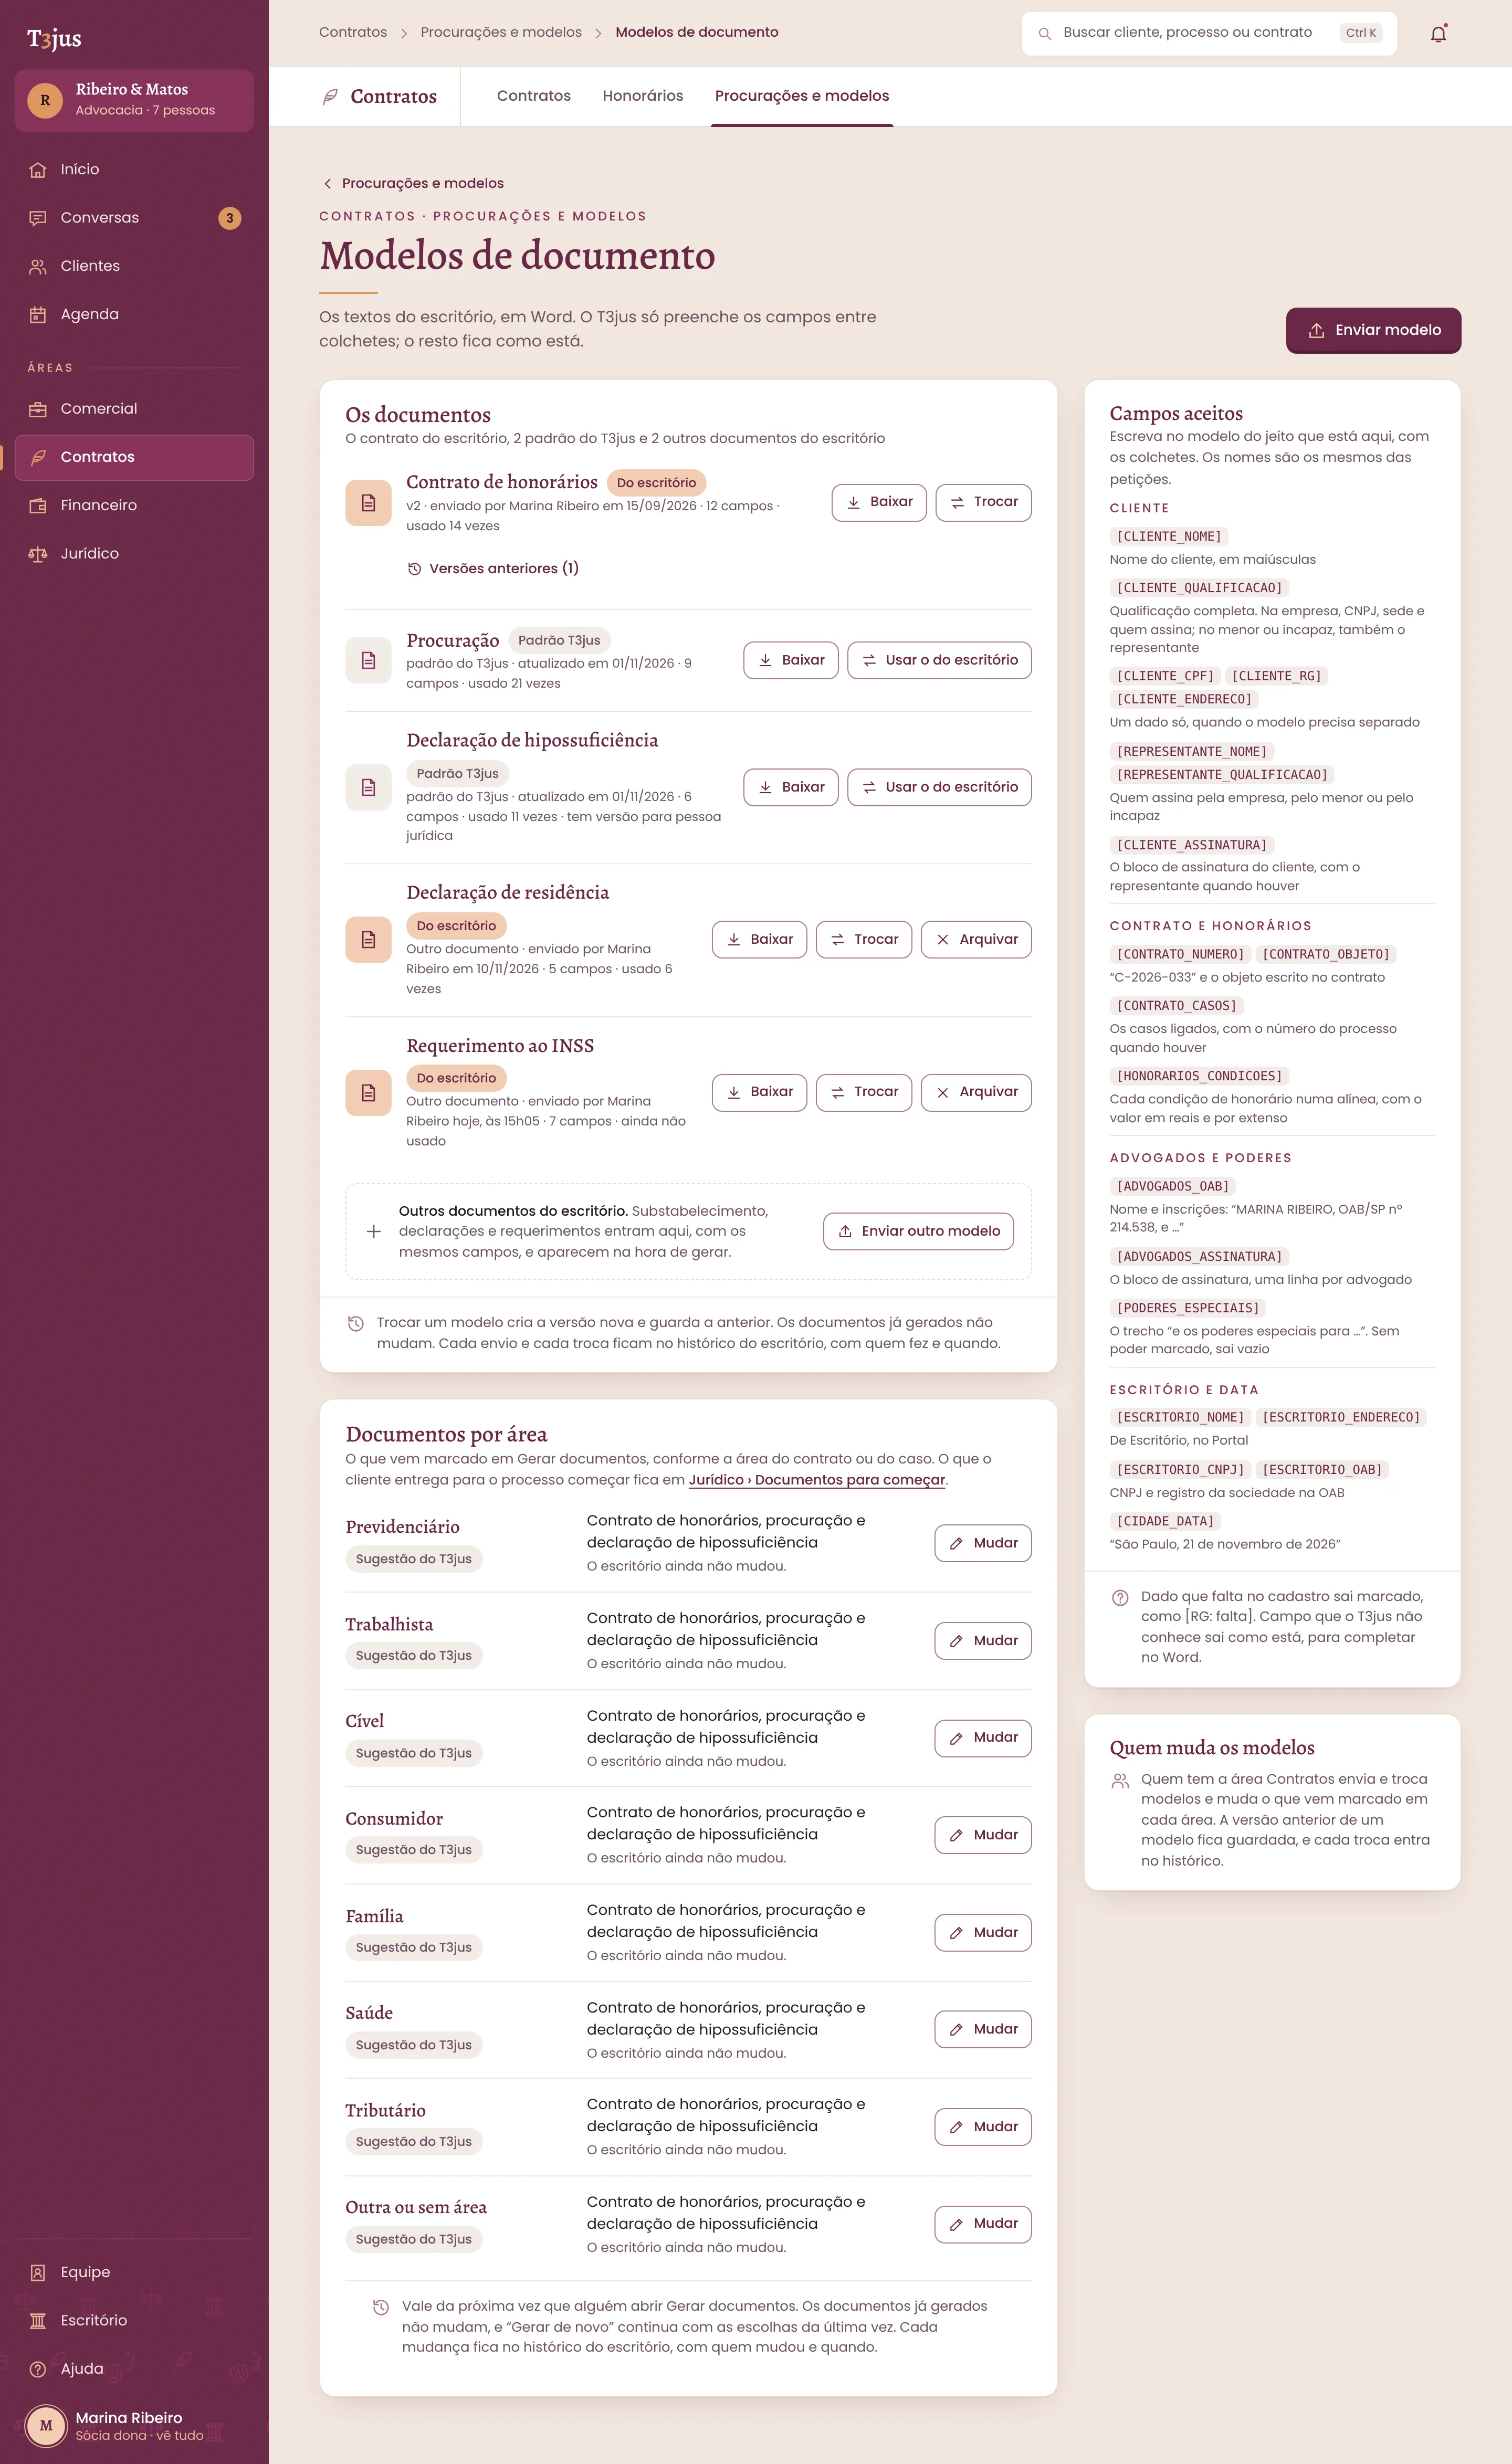 T3jus
R
Ribeiro & Matos
Advocacia · 7 pessoas
Início
Conversas
3
Clientes
Agenda
ÁREAS
Comercial
Contratos
Financeiro
Jurídico
Equipe
Escritório
Ajuda
M
Marina Ribeiro
Sócia dona · vê tudo
Contratos
Procurações e modelos
Modelos de documento
Buscar cliente, processo ou contrato
Ctrl K
Contratos
Contratos
Honorários
Procurações e modelos
Procurações e modelos
CONTRATOS · PROCURAÇÕES E MODELOS
Modelos de documento
Os textos do escritório, em Word. O T3jus só preenche os campos entre
colchetes; o resto fica como está.
Enviar modelo
Os documentos
O contrato do escritório, 2 padrão do T3jus e 2 outros documentos do escritório
Contrato de honorários
Do escritório
v2 · enviado por Marina Ribeiro em 15/09/2026 · 12 campos ·
usado 14 vezes
Baixar
Trocar
Versões anteriores (1)
Procuração
Padrão T3jus
padrão do T3jus · atualizado em 01/11/2026 · 9
campos · usado 21 vezes
Baixar
Usar o do escritório
Declaração de hipossuficiência
Padrão T3jus
padrão do T3jus · atualizado em 01/11/2026 · 6
campos · usado 11 vezes · tem versão para pessoa
jurídica
Baixar
Usar o do escritório
Declaração de residência
Do escritório
Outro documento · enviado por Marina
Ribeiro em 10/11/2026 · 5 campos · usado 6
vezes
Baixar
Trocar
Arquivar
Requerimento ao INSS
Do escritório
Outro documento · enviado por Marina
Ribeiro hoje, às 15h05 · 7 campos · ainda não
usado
Baixar
Trocar
Arquivar
Outros documentos do escritório. Substabelecimento,
declarações e requerimentos entram aqui, com os
mesmos campos, e aparecem na hora de gerar.
Enviar outro modelo
Trocar um modelo cria a versão nova e guarda a anterior. Os documentos já gerados não
mudam. Cada envio e cada troca ficam no histórico do escritório, com quem fez e quando.
Documentos por área
O que vem marcado em Gerar documentos, conforme a área do contrato ou do caso. O que o
cliente entrega para o processo começar fica em Jurídico › Documentos para começar.
Previdenciário
Sugestão do T3jus
Contrato de honorários, procuração e
declaração de hipossuficiência
O escritório ainda não mudou.
Mudar
Trabalhista
Sugestão do T3jus
Contrato de honorários, procuração e
declaração de hipossuficiência
O escritório ainda não mudou.
Mudar
Cível
Sugestão do T3jus
Contrato de honorários, procuração e
declaração de hipossuficiência
O escritório ainda não mudou.
Mudar
Consumidor
Sugestão do T3jus
Contrato de honorários, procuração e
declaração de hipossuficiência
O escritório ainda não mudou.
Mudar
Família
Sugestão do T3jus
Contrato de honorários, procuração e
declaração de hipossuficiência
O escritório ainda não mudou.
Mudar
Saúde
Sugestão do T3jus
Contrato de honorários, procuração e
declaração de hipossuficiência
O escritório ainda não mudou.
Mudar
Tributário
Sugestão do T3jus
Contrato de honorários, procuração e
declaração de hipossuficiência
O escritório ainda não mudou.
Mudar
Outra ou sem área
Sugestão do T3jus
Contrato de honorários, procuração e
declaração de hipossuficiência
O escritório ainda não mudou.
Mudar
Vale da próxima vez que alguém abrir Gerar documentos. Os documentos já gerados
não mudam, e “Gerar de novo” continua com as escolhas da última vez. Cada
mudança fica no histórico do escritório, com quem mudou e quando.
Campos aceitos
Escreva no modelo do jeito que está aqui, com
os colchetes. Os nomes são os mesmos das
petições.
CLIENTE
[CLIENTE_NOME]
Nome do cliente, em maiúsculas
[CLIENTE_QUALIFICACAO]
Qualificação completa. Na empresa, CNPJ, sede e
quem assina; no menor ou incapaz, também o
representante
[CLIENTE_CPF] [CLIENTE_RG]
[CLIENTE_ENDERECO]
Um dado só, quando o modelo precisa separado
[REPRESENTANTE_NOME]
[REPRESENTANTE_QUALIFICACAO]
Quem assina pela empresa, pelo menor ou pelo
incapaz
[CLIENTE_ASSINATURA]
O bloco de assinatura do cliente, com o
representante quando houver
CONTRATO E HONORÁRIOS
[CONTRATO_NUMERO] [CONTRATO_OBJETO]
“C-2026-033” e o objeto escrito no contrato
[CONTRATO_CASOS]
Os casos ligados, com o número do processo
quando houver
[HONORARIOS_CONDICOES]
Cada condição de honorário numa alínea, com o
valor em reais e por extenso
ADVOGADOS E PODERES
[ADVOGADOS_OAB]
Nome e inscrições: “MARINA RIBEIRO, OAB/SP nº
214.538, e …”
[ADVOGADOS_ASSINATURA]
O bloco de assinatura, uma linha por advogado
[PODERES_ESPECIAIS]
O trecho “e os poderes especiais para …”. Sem
poder marcado, sai vazio
ESCRITÓRIO E DATA
[ESCRITORIO_NOME] [ESCRITORIO_ENDERECO]
De Escritório, no Portal
[ESCRITORIO_CNPJ] [ESCRITORIO_OAB]
CNPJ e registro da sociedade na OAB
[CIDADE_DATA]
“São Paulo, 21 de novembro de 2026”
Dado que falta no cadastro sai marcado,
como [RG: falta]. Campo que o T3jus não
conhece sai como está, para completar
no Word.
Quem muda os modelos
Quem tem a área Contratos envia e troca
modelos e muda o que vem marcado em
cada área. A versão anterior de um
modelo fica guardada, e cada troca entra
no histórico.